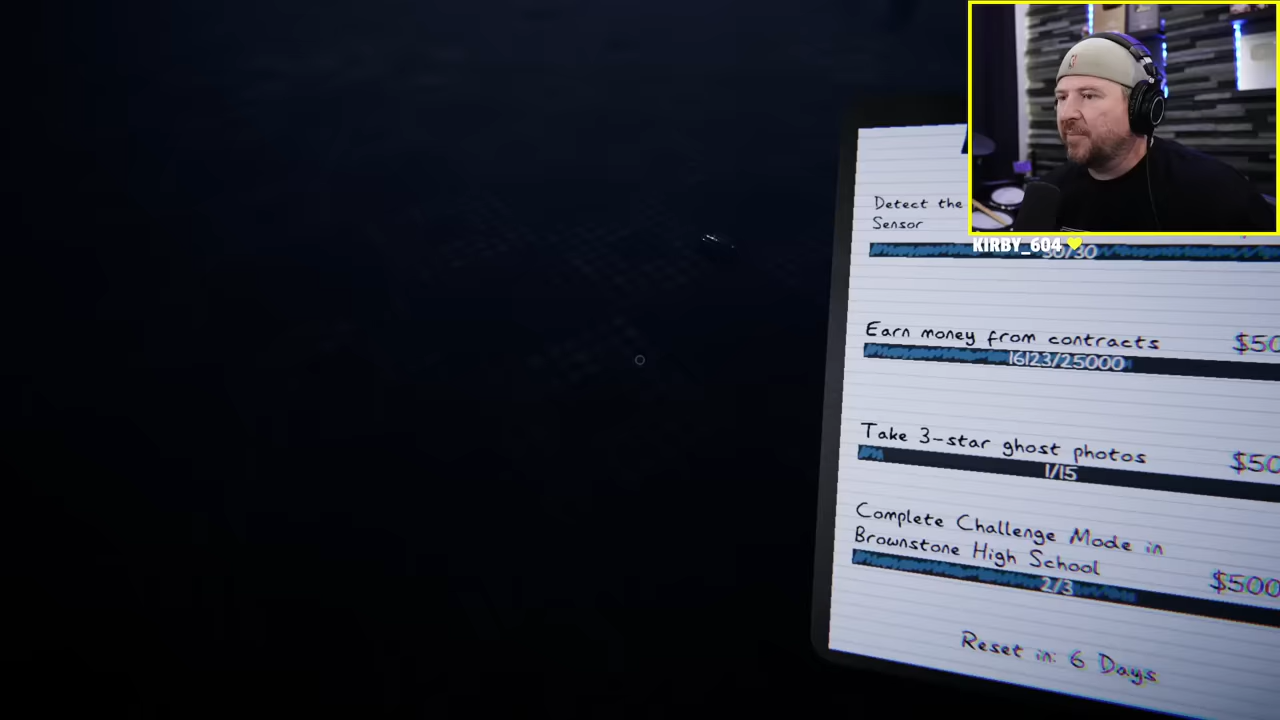 Detect the
Sensor
30/30
KIRBY_604 💛
Earn money from contracts $50
16123/25000
Take 3-star ghost photos $50
1/15
Complete Challenge Mode in
Brownstone High School $500
2/3
Reset in: 6 Days